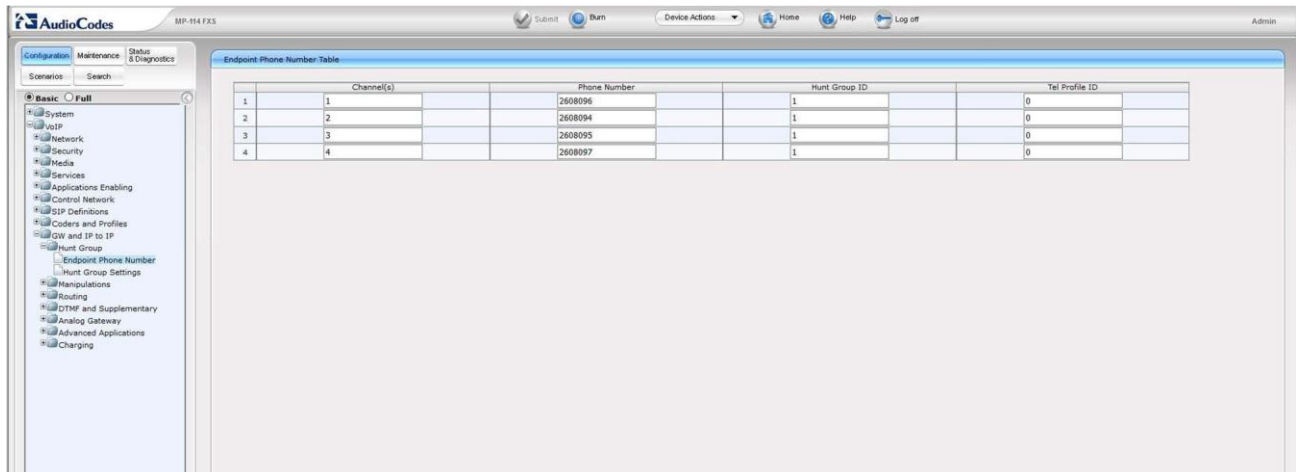 AudioCodes MP-114 FXS Submit Burn Device Actions Home Help Log off Admin
Configuration Maintenance Status & Diagnostics
Scenarios Search
Basic Full
System
VoIP
Network
Security
Media
Services
Applications Enabling
Control Network
SIP Definitions
Coders and Profiles
GW and IP to IP
Hunt Group
Endpoint Phone Number
Hunt Group Settings
Manipulations
Routing
DTMF and Supplementary
Analog Gateway
Advanced Applications
Charging
Endpoint Phone Number Table
Channel(s) Phone Number Hunt Group ID Tel Profile ID
1 1 2608096 1 0
2 2 2608094 1 0
3 3 2608095 1 0
4 4 2608097 1 0